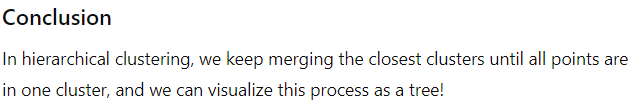 Conclusion
In hierarchical clustering, we keep merging the closest clusters until all points are
in one cluster, and we can visualize this process as a tree!